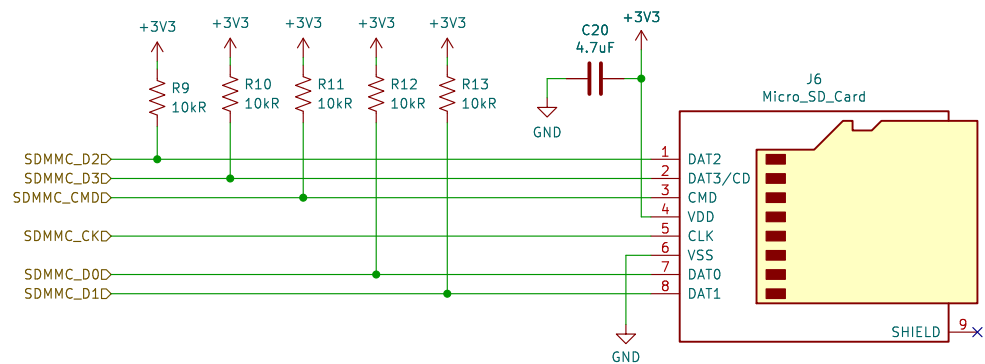 +3V3 +3V3 +3V3 +3V3 +3V3 C20 +3V3
4.7uF
R9 R10 R11 R12 R13
10kR 10kR 10kR 10kR 10kR
GND
J6
Micro_SD_Card
SDMMC_D2 1 DAT2
SDMMC_D3 2 DAT3/CD
SDMMC_CMD 3 CMD
4 VDD
SDMMC_CK 5 CLK
6 VSS
SDMMC_D0 7 DAT0
SDMMC_D1 8 DAT1
SHIELD 9
GND